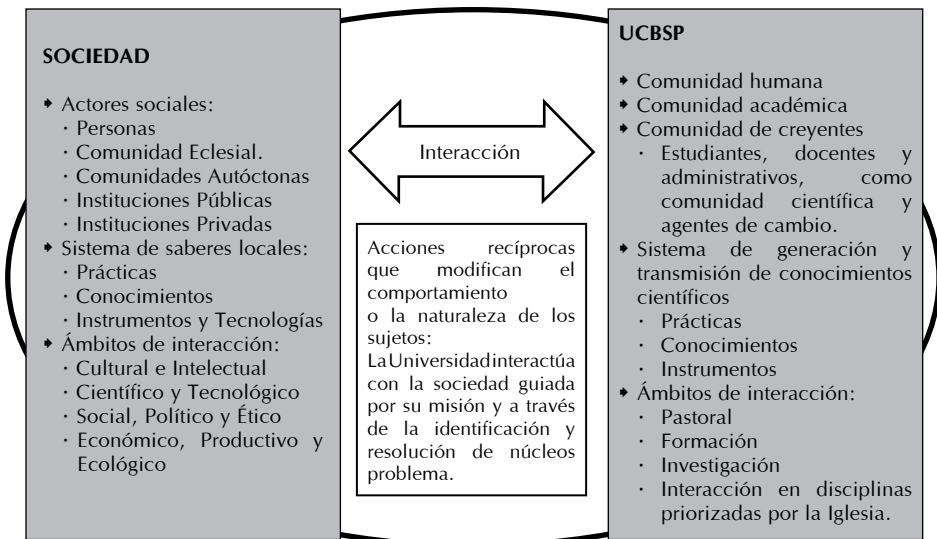 SOCIEDAD
➧ Actores sociales:
· Personas
· Comunidad Eclesial.
· Comunidades Autóctonas
· Instituciones Públicas
· Instituciones Privadas
➧ Sistema de saberes locales:
· Prácticas
· Conocimientos
· Instrumentos y Tecnologías
➧ Ámbitos de interacción:
· Cultural e Intelectual
· Científico y Tecnológico
· Social, Político y Ético
· Económico, Productivo y
Ecológico
Interacción
Acciones recíprocas
que modifican el
comportamiento
o la naturaleza de los
sujetos:
La Universidad interactúa
con la sociedad guiada
por su misión y a través
de la identificación y
resolución de núcleos
problema.
UCBSP
➧ Comunidad humana
➧ Comunidad académica
➧ Comunidad de creyentes
· Estudiantes, docentes y
administrativos, como
comunidad científica y
agentes de cambio.
➧ Sistema de generación y
transmisión de conocimientos
científicos
· Prácticas
· Conocimientos
· Instrumentos
➧ Ámbitos de interacción:
· Pastoral
· Formación
· Investigación
· Interacción en disciplinas
priorizadas por la Iglesia.